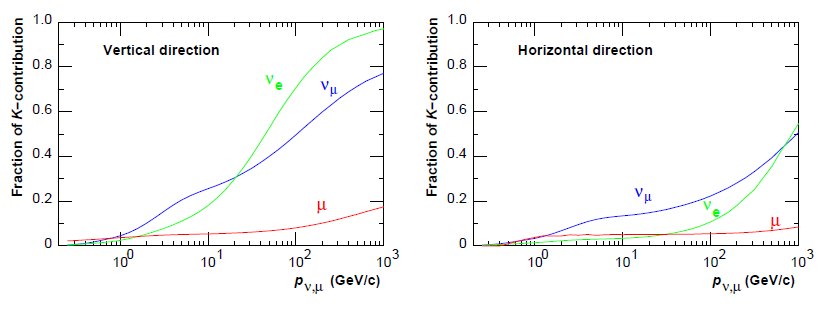 Fraction of K−contribution
1.0
0.8
0.6
0.4
0.2
0
Vertical direction
νe
νμ
μ
10^0 10^1 10^2 10^3
pν,μ (GeV/c)
Fraction of K−contribution
1.0
0.8
0.6
0.4
0.2
0
Horizontal direction
νμ
νe
μ
10^0 10^1 10^2 10^3
pν,μ (GeV/c)